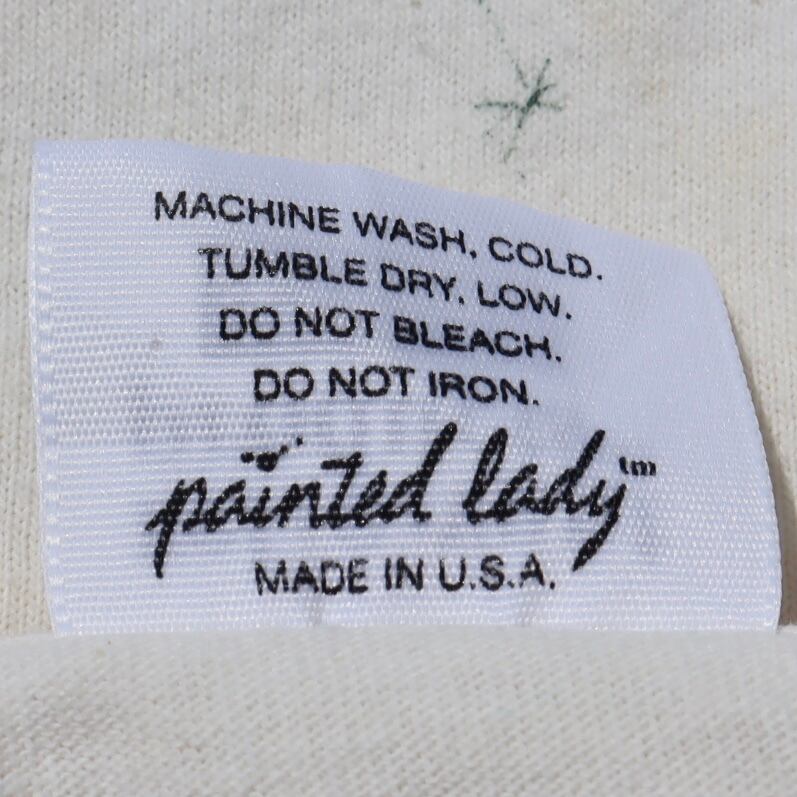 MACHINE WASH, COLD.
TUMBLE DRY, LOW.
DO NOT BLEACH.
DO NOT IRON.
painted lady™
MADE IN U.S.A.